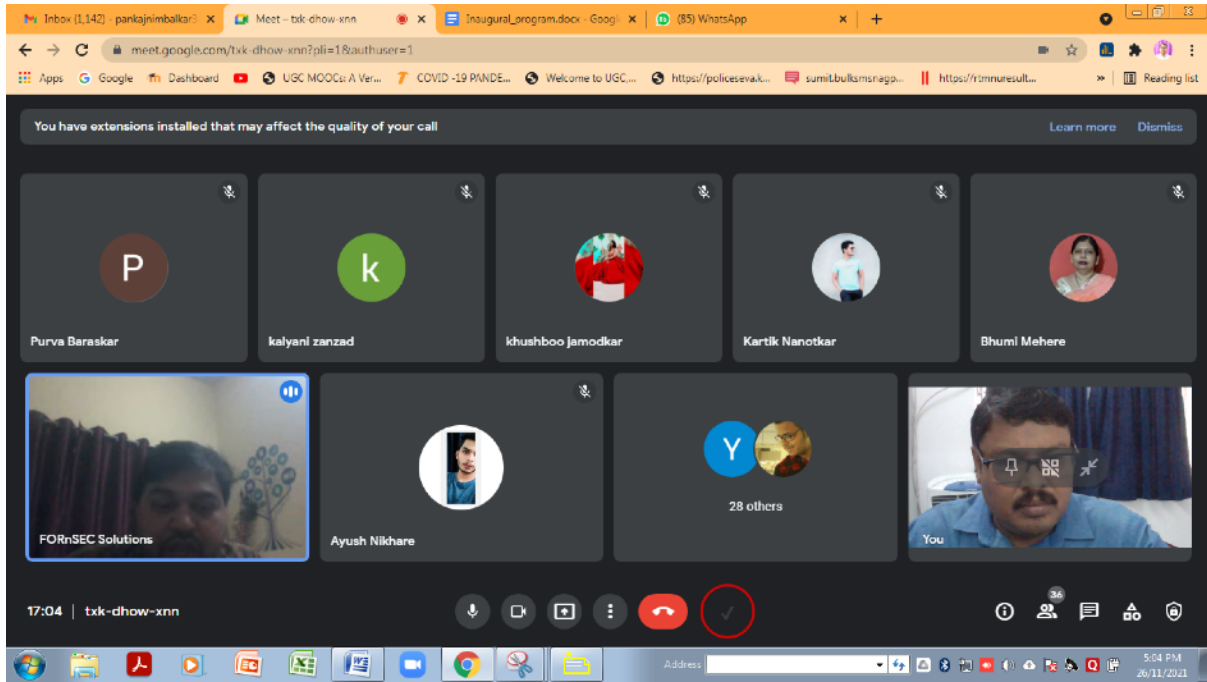 Inbox (1,142) - pankajnimbalkar3
Meet – txk-dhow-xnn
Inaugural_program.docx - Googl
(85) WhatsApp
meet.google.com/txk-dhow-xnn?pli=1&authuser=1
Apps Google Dashboard UGC MOOCs: A Ver... COVID -19 PANDE... Welcome to UGC,... https://policeseva.k... sumit.bulksmsnagp... https://rtmnuresult... » Reading list
You have extensions installed that may affect the quality of your call Learn more Dismiss
P
k
Purva Baraskar
kalyani zanzad
khushboo jamodkar
Kartik Nanotkar
Bhumi Mehere
Y
28 others
FORnSEC Solutions
Ayush Nikhare
You
17:04 | txk-dhow-xnn
36
Address
5:04 PM
26/11/2021